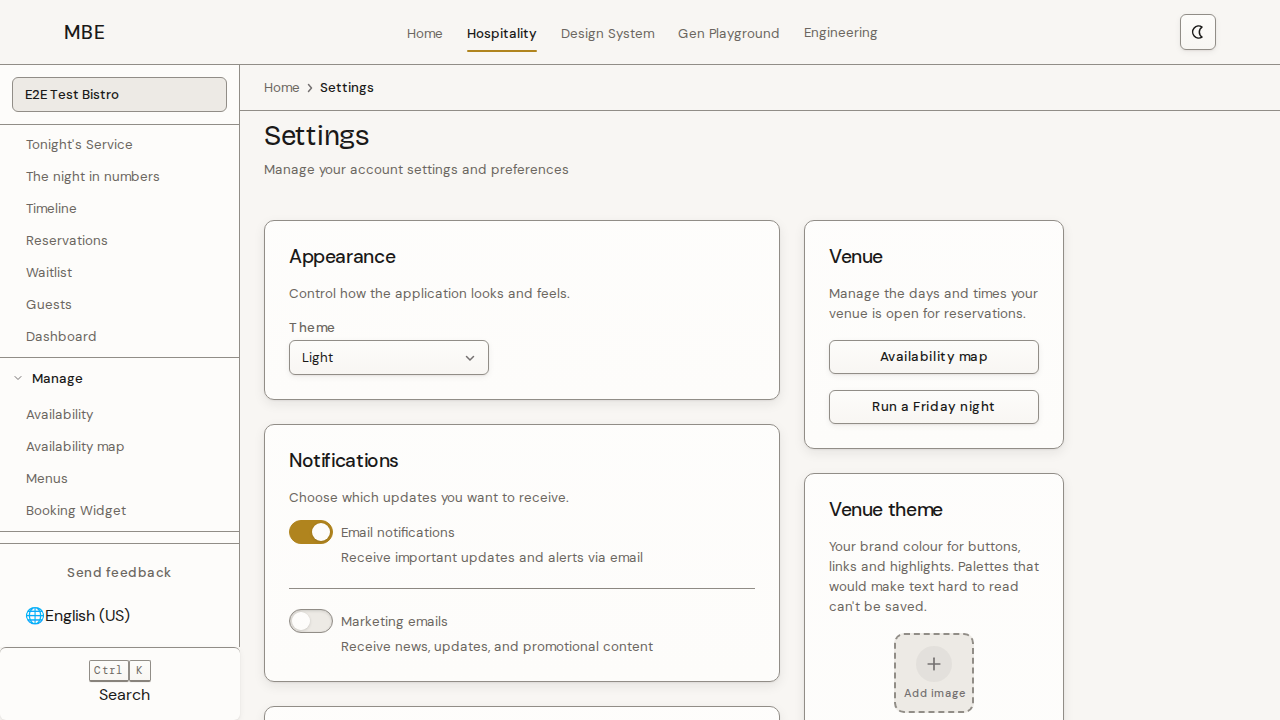 MBE
Home
Hospitality
Design System
Gen Playground
Engineering
E2E Test Bistro
Tonight's Service
The night in numbers
Timeline
Reservations
Waitlist
Guests
Dashboard
Manage
Availability
Availability map
Menus
Booking Widget
Send feedback
English (US)
Ctrl K
Search
Home > Settings
Settings
Manage your account settings and preferences
Appearance
Control how the application looks and feels.
Theme
Light
Notifications
Choose which updates you want to receive.
Email notifications
Receive important updates and alerts via email
Marketing emails
Receive news, updates, and promotional content
Venue
Manage the days and times your
venue is open for reservations.
Availability map
Run a Friday night
Venue theme
Your brand colour for buttons,
links and highlights. Palettes that
would make text hard to read
can't be saved.
Add image